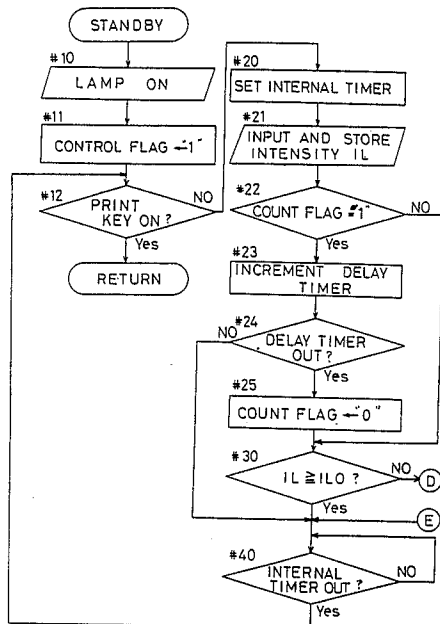 STANDBY
#10
LAMP ON
#11
CONTROL FLAG ←"1"
#12
PRINT
KEY ON ?
NO
Yes
RETURN
#20
SET INTERNAL TIMER
#21
INPUT AND STORE
INTENSITY IL
#22
COUNT FLAG = "1"
NO
Yes
#23
INCREMENT DELAY
TIMER
#24
NO
DELAY TIMER
OUT ?
Yes
#25
COUNT FLAG ←"0"
#30
IL ≧ ILO ?
NO
D
Yes
E
#40
INTERNAL
TIMER OUT ?
NO
Yes